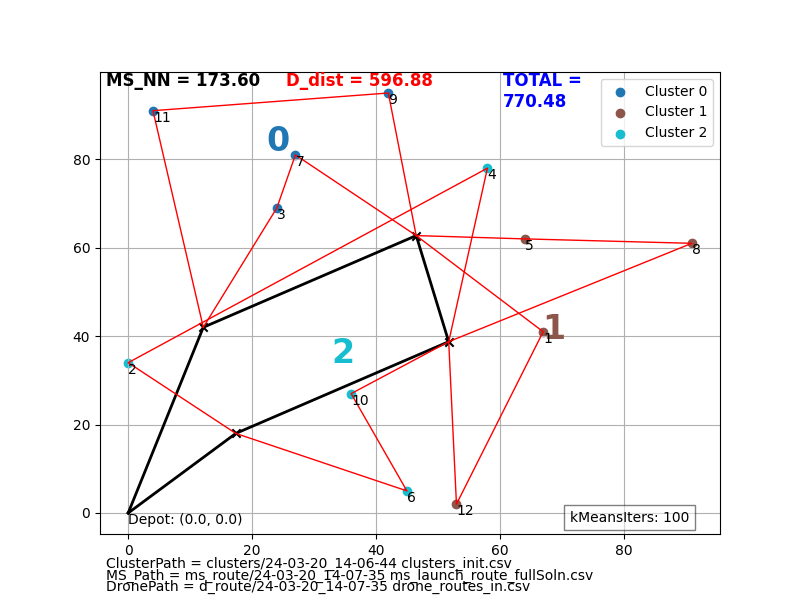 MS_NN = 173.60 D_dist = 596.88 TOTAL =
770.48
Cluster 0
Cluster 1
Cluster 2
11
9
0
7
4
3
80
5
8
60
1
1
40
2
2
10
20
6
12
kMeansIters: 100
0
Depot: (0.0, 0.0)
0 20 40 60 80
ClusterPath = clusters/24-03-20_14-06-44 clusters_init.csv
MS_Path = ms_route/24-03-20_14-07-35 ms_launch_route_fullSoln.csv
DronePath = d_route/24-03-20_14-07-35 drone_routes_in.csv